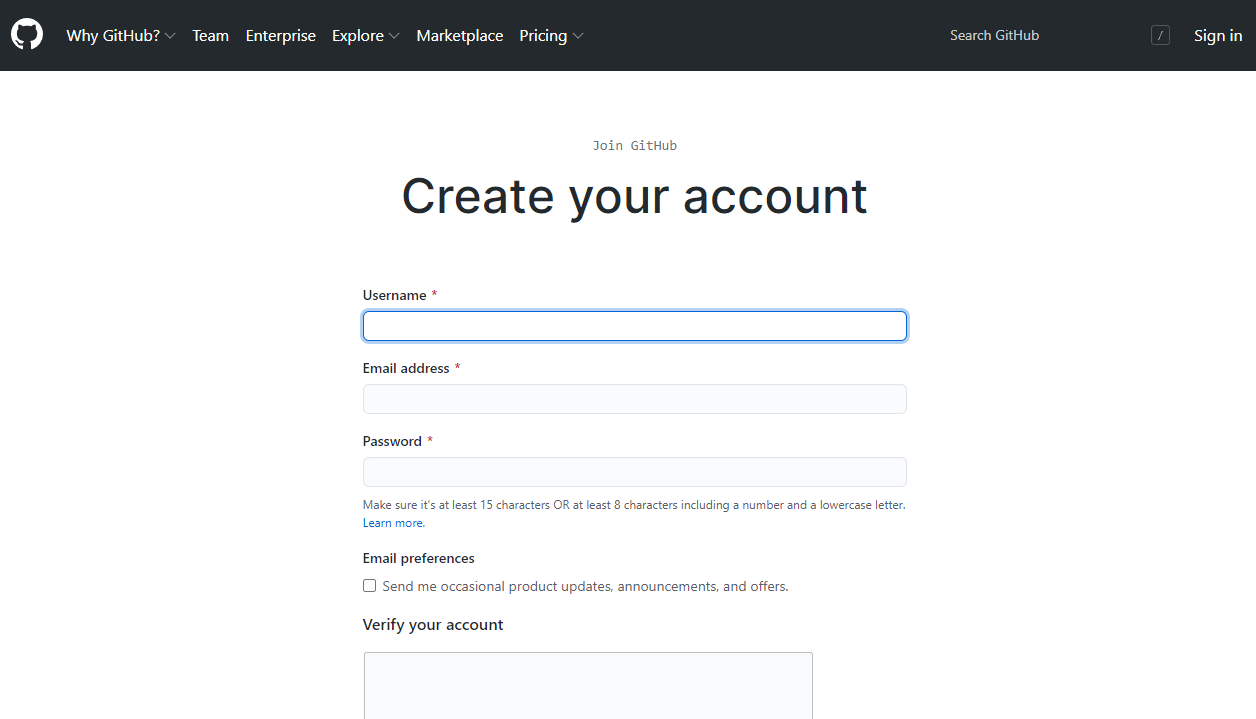 Why GitHub? Team Enterprise Explore Marketplace Pricing Search GitHub / Sign in
Join GitHub
Create your account
Username *
Email address *
Password *
Make sure it's at least 15 characters OR at least 8 characters including a number and a lowercase letter.
Learn more.
Email preferences
Send me occasional product updates, announcements, and offers.
Verify your account